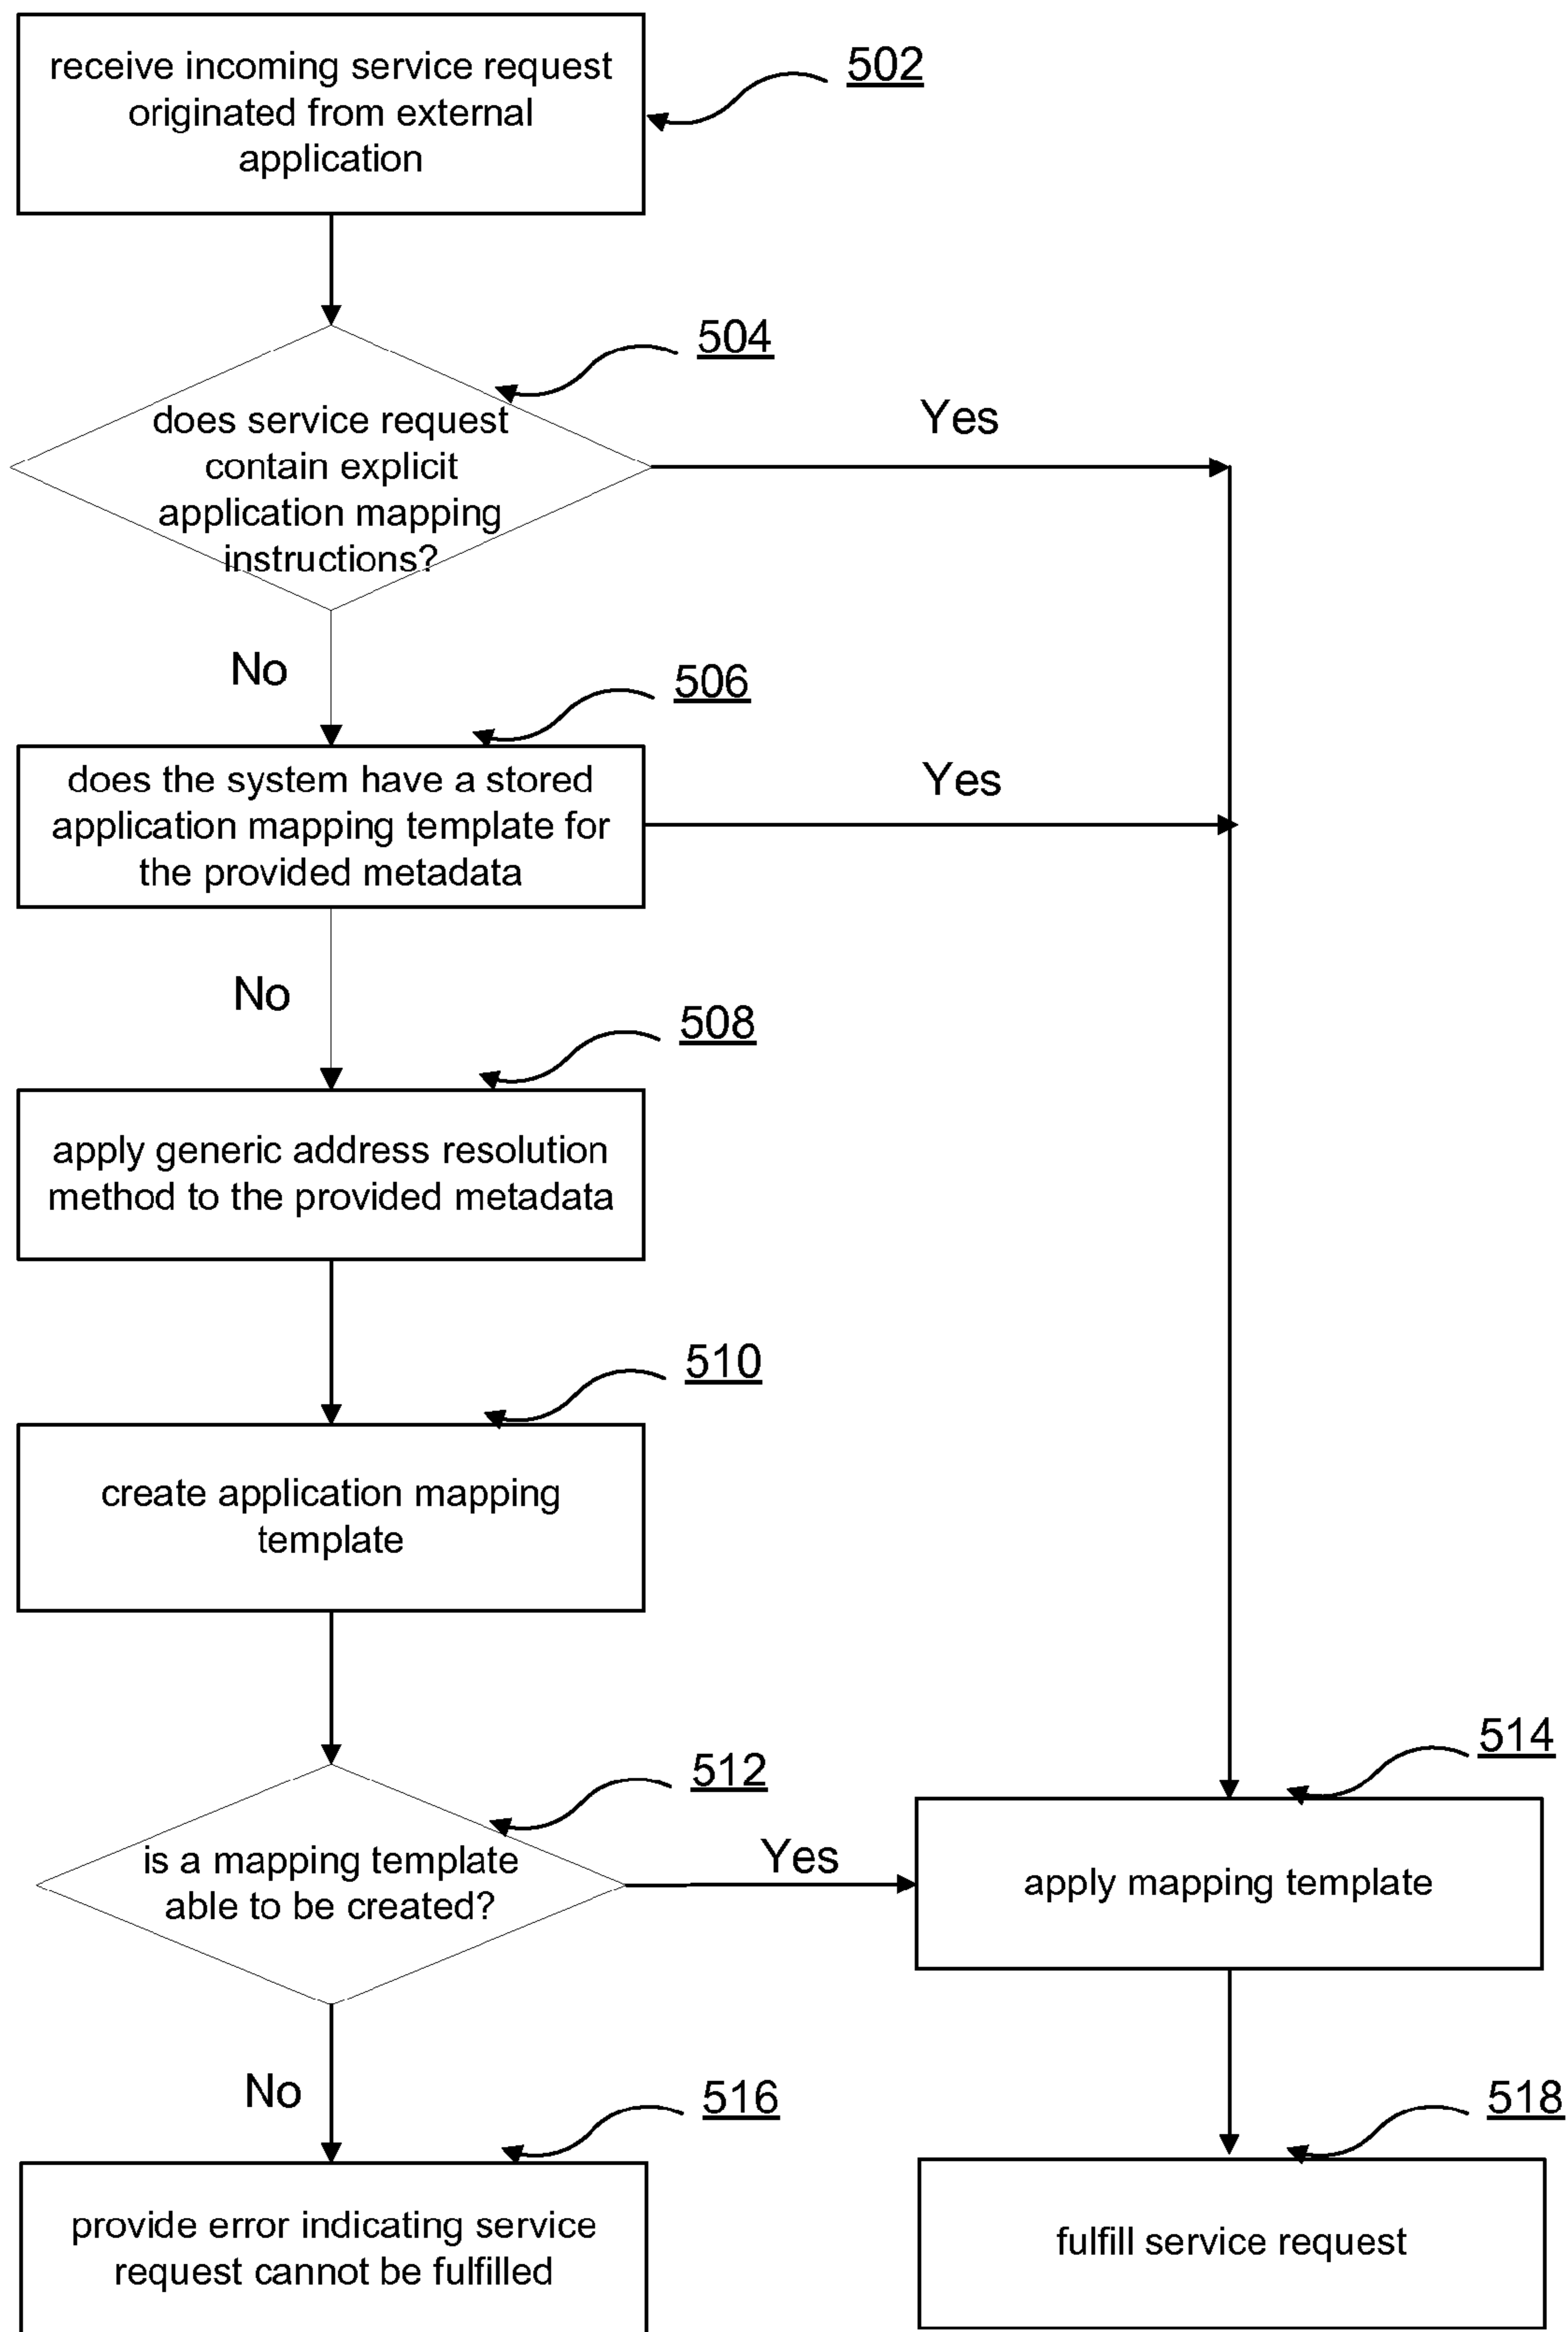 receive incoming service request
originated from external
application
502
504
does service request
contain explicit
application mapping
instructions?
Yes
No
506
does the system have a stored
application mapping template for
the provided metadata
Yes
No
508
apply generic address resolution
method to the provided metadata
510
create application mapping
template
512
is a mapping template
able to be created?
Yes
514
apply mapping template
No
516
provide error indicating service
request cannot be fulfilled
518
fulfill service request